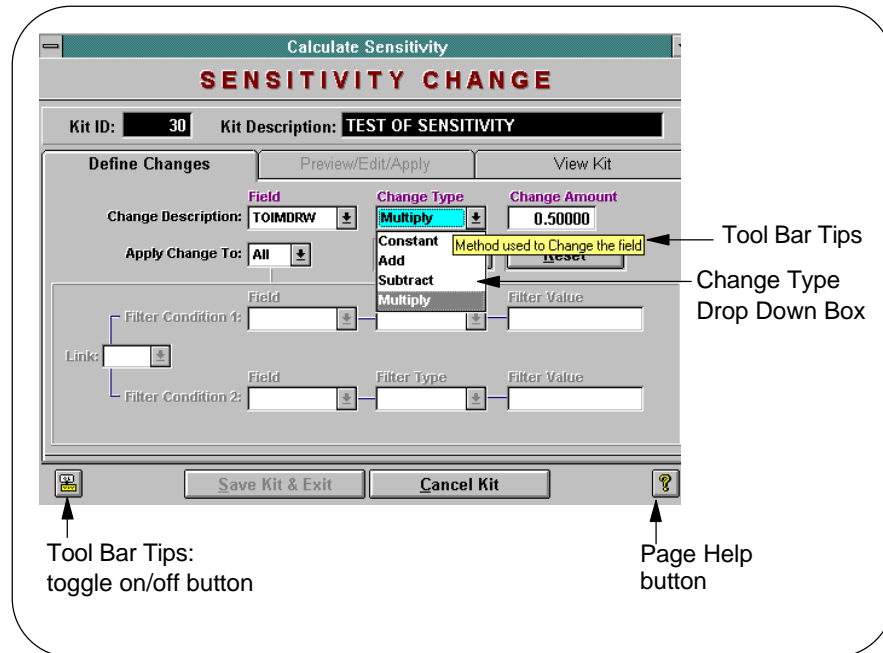 Calculate Sensitivity
SENSITIVITY CHANGE
Kit ID: 30 Kit Description: TEST OF SENSITIVITY
Define Changes Preview/Edit/Apply View Kit
Field Change Type Change Amount
Change Description: TOIMDRW Multiply 0.50000
Constant Method used to Change the field Tool Bar Tips
Apply Change To: All Add Reset
Subtract Change Type
Multiply Drop Down Box
Field Filter Value
Filter Condition 1:
Link:
Field Filter Type Filter Value
Filter Condition 2:
Save Kit & Exit Cancel Kit ?
Tool Bar Tips:
toggle on/off button
Page Help
button